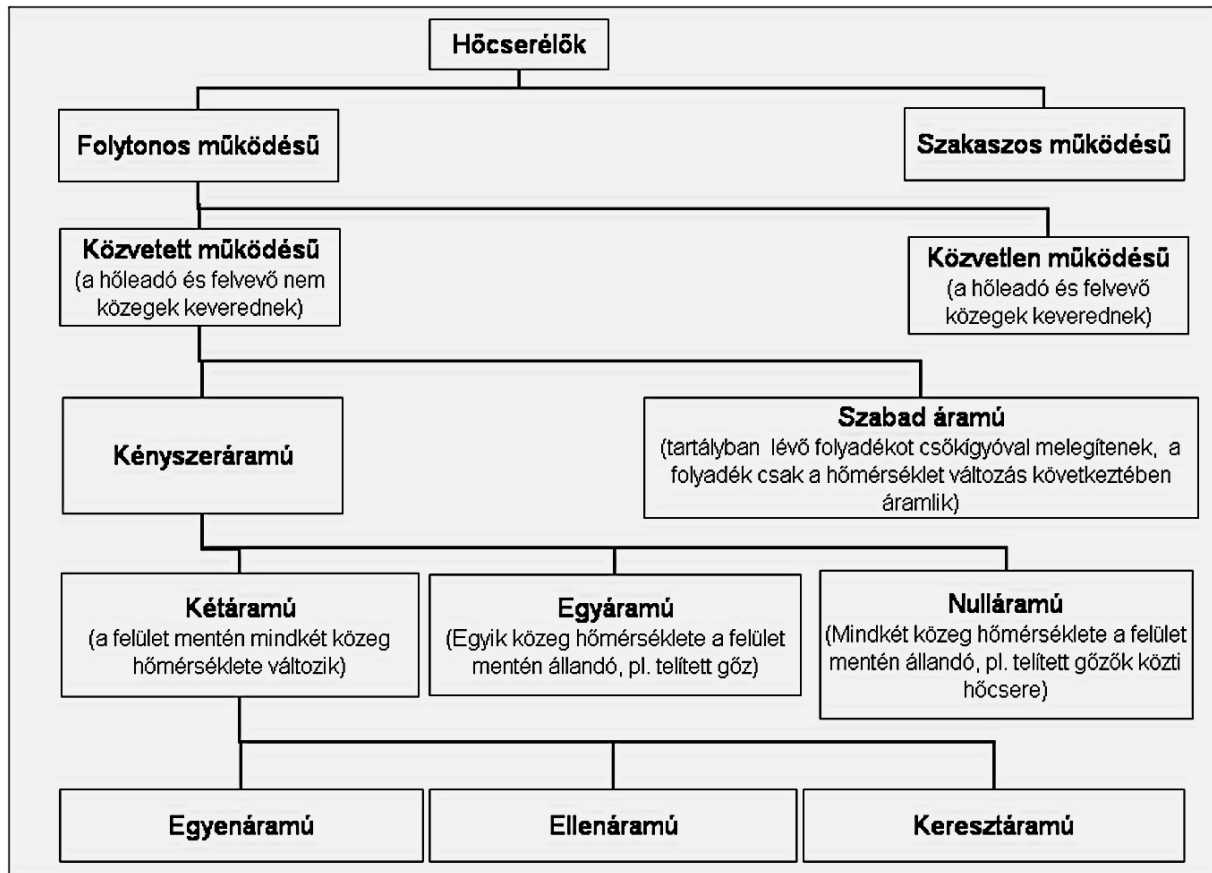 Hőcserélők
Folytonos működésű
Szakaszos működésű
Közvetett működésű
(a hőleadó és felvevő nem
közegek keverednek)
Közvetlen működésű
(a hőleadó és felvevő
közegek keverednek)
Kényszeráramú
Szabad áramú
(tartályban lévő folyadékot csőkígyóval melegítenek, a
folyadék csak a hőmérséklet változás következtében
áramlik)
Kétáramú
(a felület mentén mindkét közeg
hőmérséklete változik)
Egyáramú
(Egyik közeg hőmérséklete a felület
mentén állandó, pl. telített gőz)
Nulláramú
(Mindkét közeg hőmérséklete a felület
mentén állandó, pl. telített gőzők közti
hőcsere)
Egyenáramú
Ellenáramú
Keresztáramú